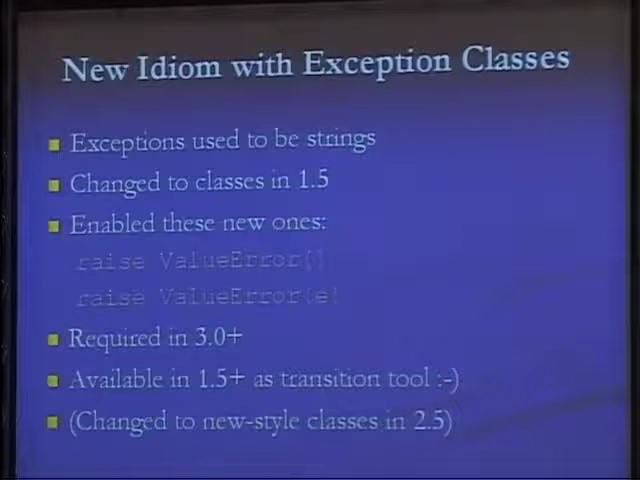 New Idiom with Exception Classes
Exceptions used to be strings
Changed to classes in 1.5
Enabled these new ones:
raise ValueError()
raise ValueError(e)
Required in 3.0+
Available in 1.5+ as transition tool :-)
(Changed to new-style classes in 2.5)